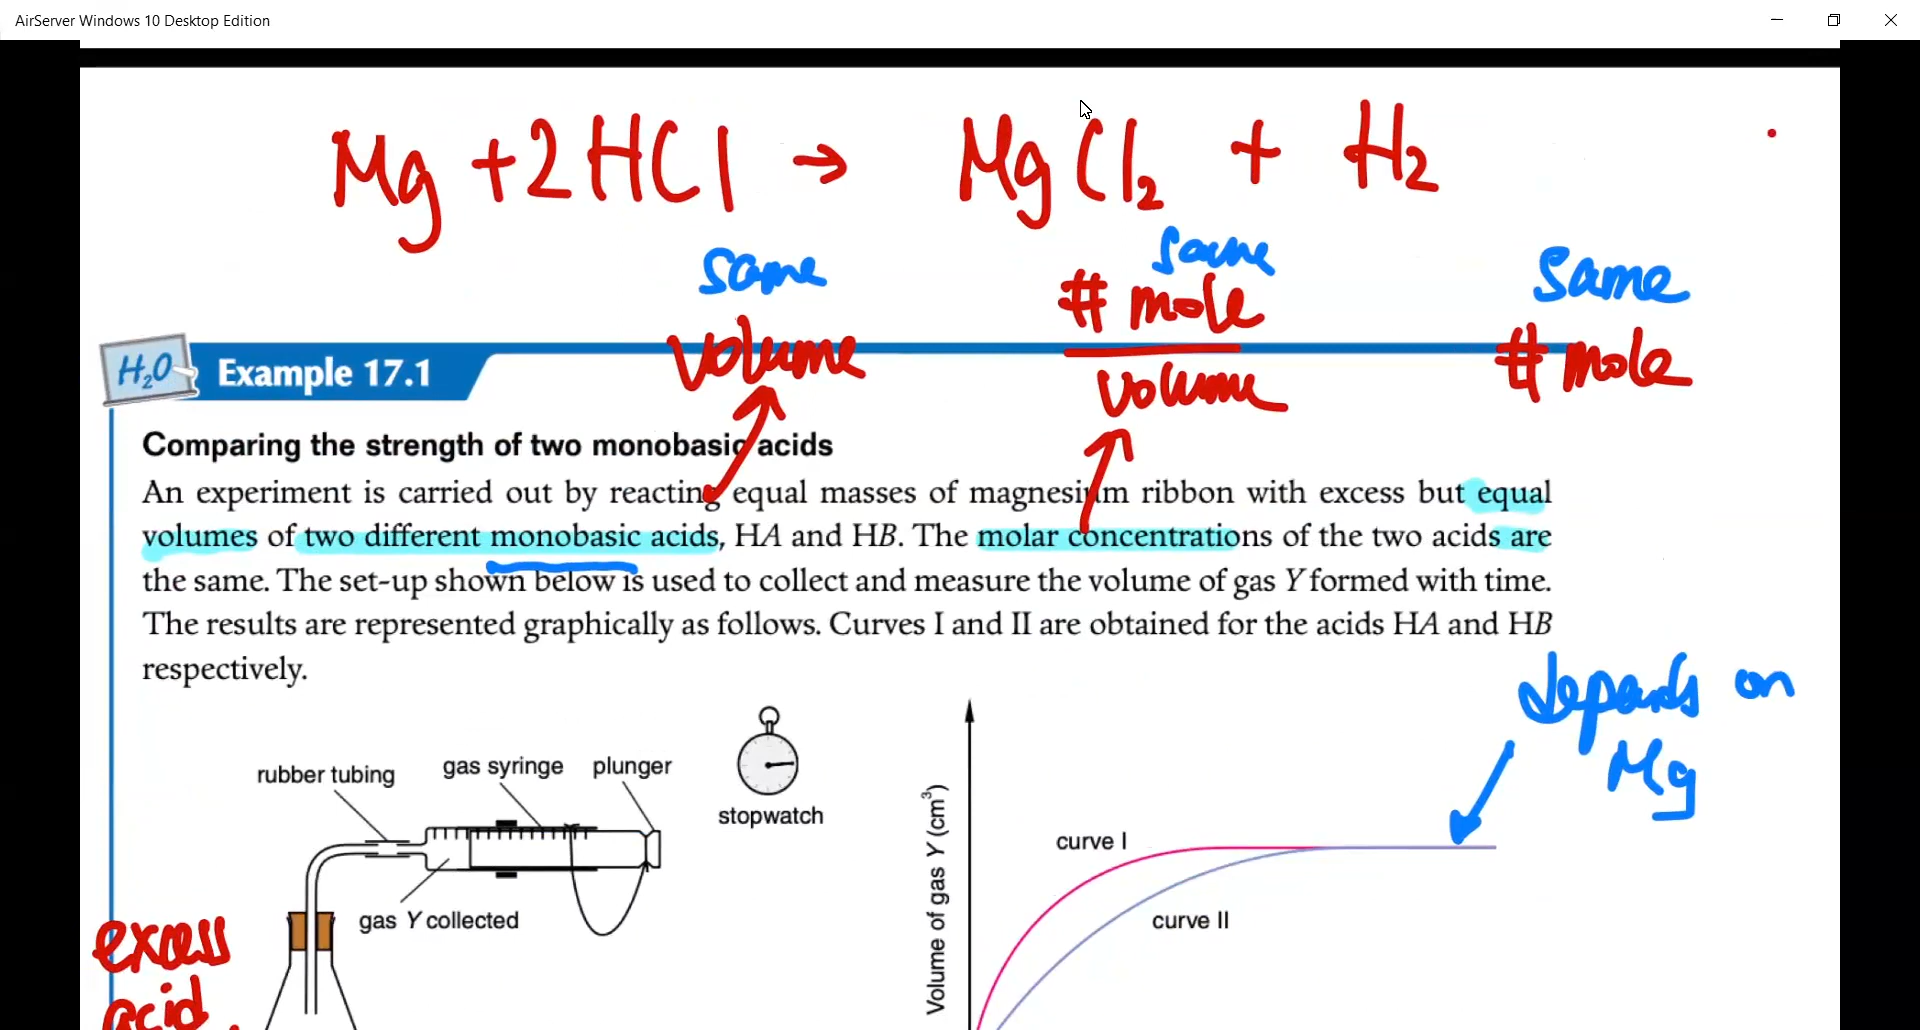 AirServer Windows 10 Desktop Edition
Mg + 2HCl → MgCl₂ + H₂
same
volume
same
# mole
volume
same
# mole
H₂O
Example 17.1
Comparing the strength of two monobasic acids
An experiment is carried out by reacting equal masses of magnesium ribbon with excess but equal
volumes of two different monobasic acids, HA and HB. The molar concentrations of the two acids are
the same. The set-up shown below is used to collect and measure the volume of gas Y formed with time.
The results are represented graphically as follows. Curves I and II are obtained for the acids HA and HB
respectively.
depends on
Mg
rubber tubing
gas syringe
plunger
stopwatch
gas Y collected
excess
acid
Volume of gas Y (cm³)
curve I
curve II